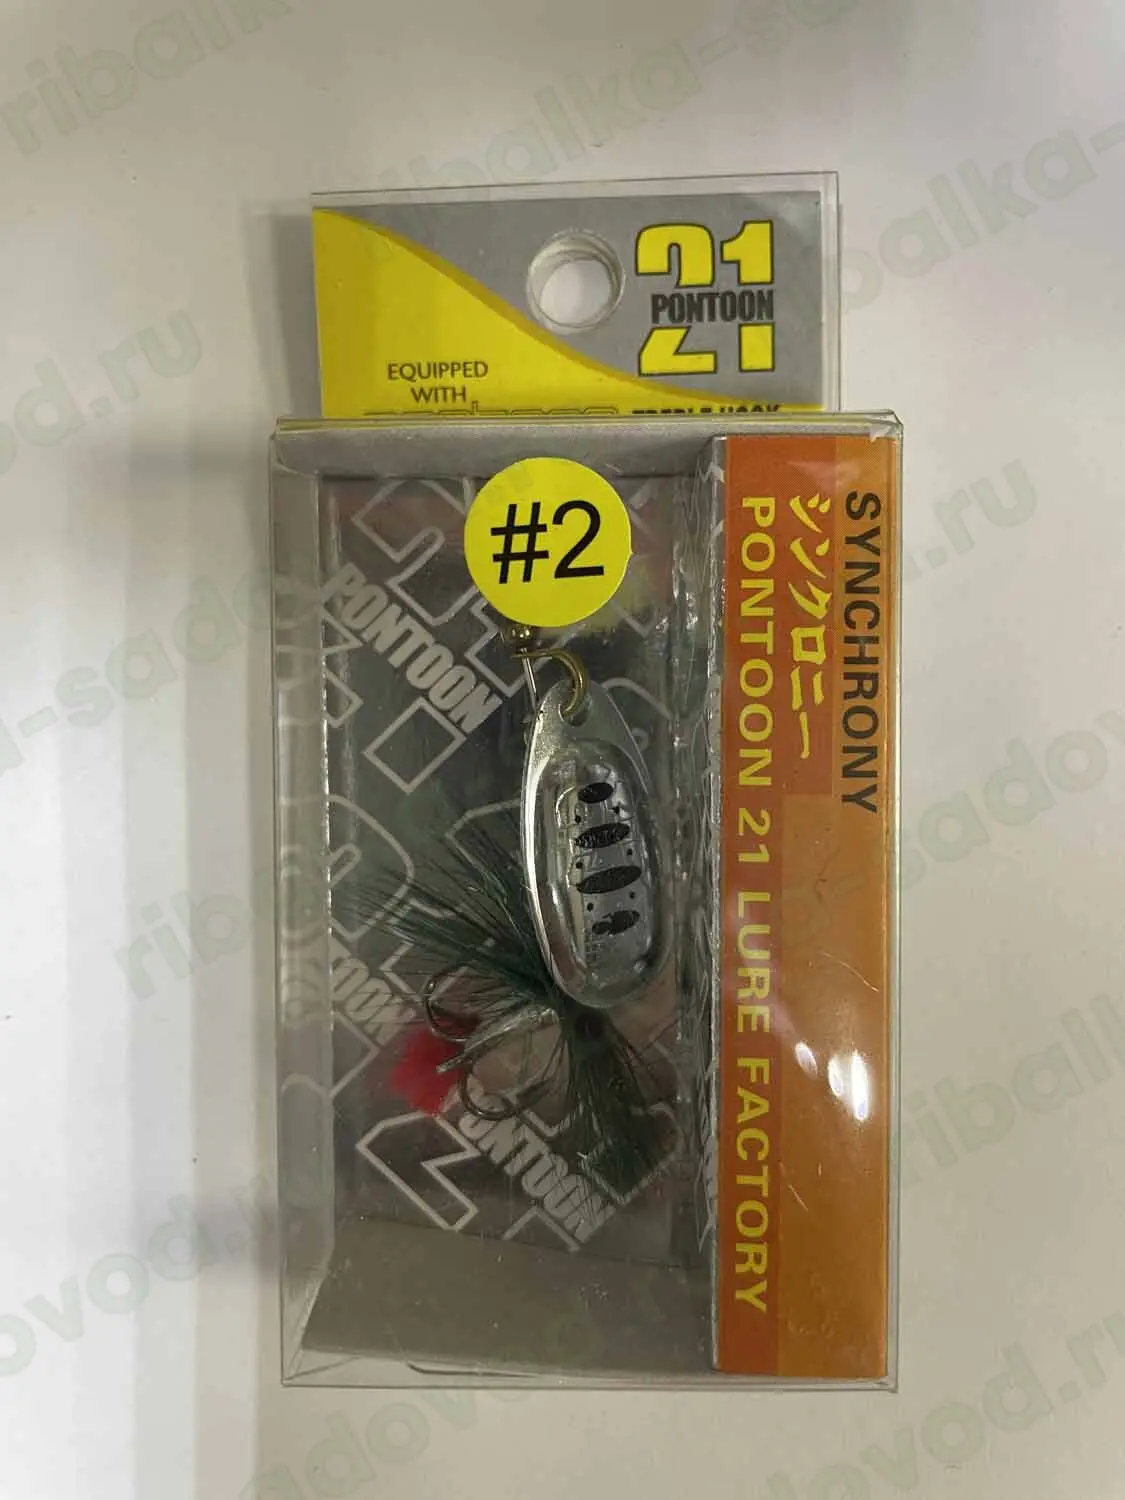 21
PONTOON
EQUIPPED
WITH
#2
SYNCHRONY
シンクロニー
PONTOON 21 LURE FACTORY
PONTOON
PONTOON
PONTOON
ribalka-sadovod.ru